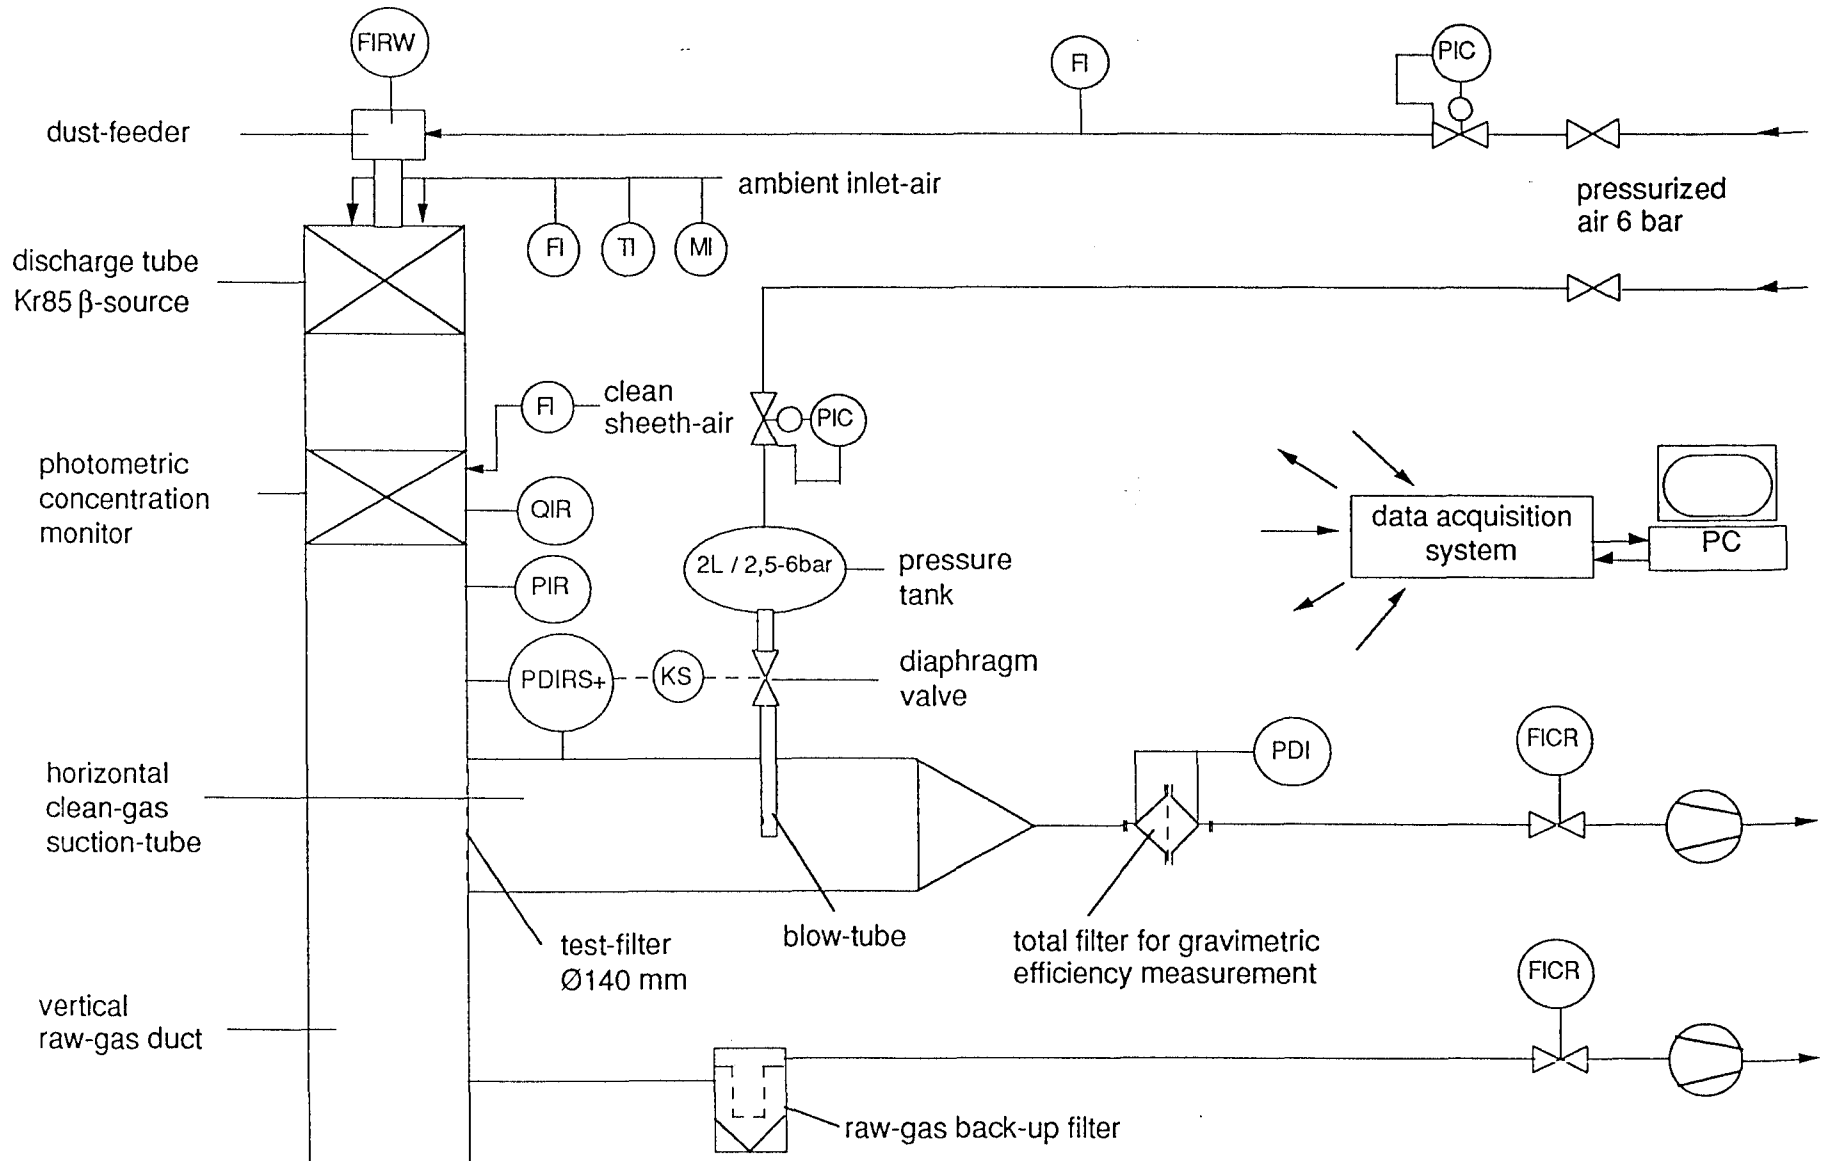 FIRW
FI
PIC
dust-feeder
ambient inlet-air
pressurized
air 6 bar
FI
TI
MI
discharge tube
Kr85 β-source
FI
clean
sheeth-air
PIC
photometric
concentration
monitor
QIR
data acquisition
system
PC
2L / 2,5-6bar
pressure
tank
PIR
PDIRS+
KS
diaphragm
valve
FICR
PDI
horizontal
clean-gas
suction-tube
blow-tube
test-filter
Ø140 mm
total filter for gravimetric
efficiency measurement
FICR
vertical
raw-gas duct
raw-gas back-up filter